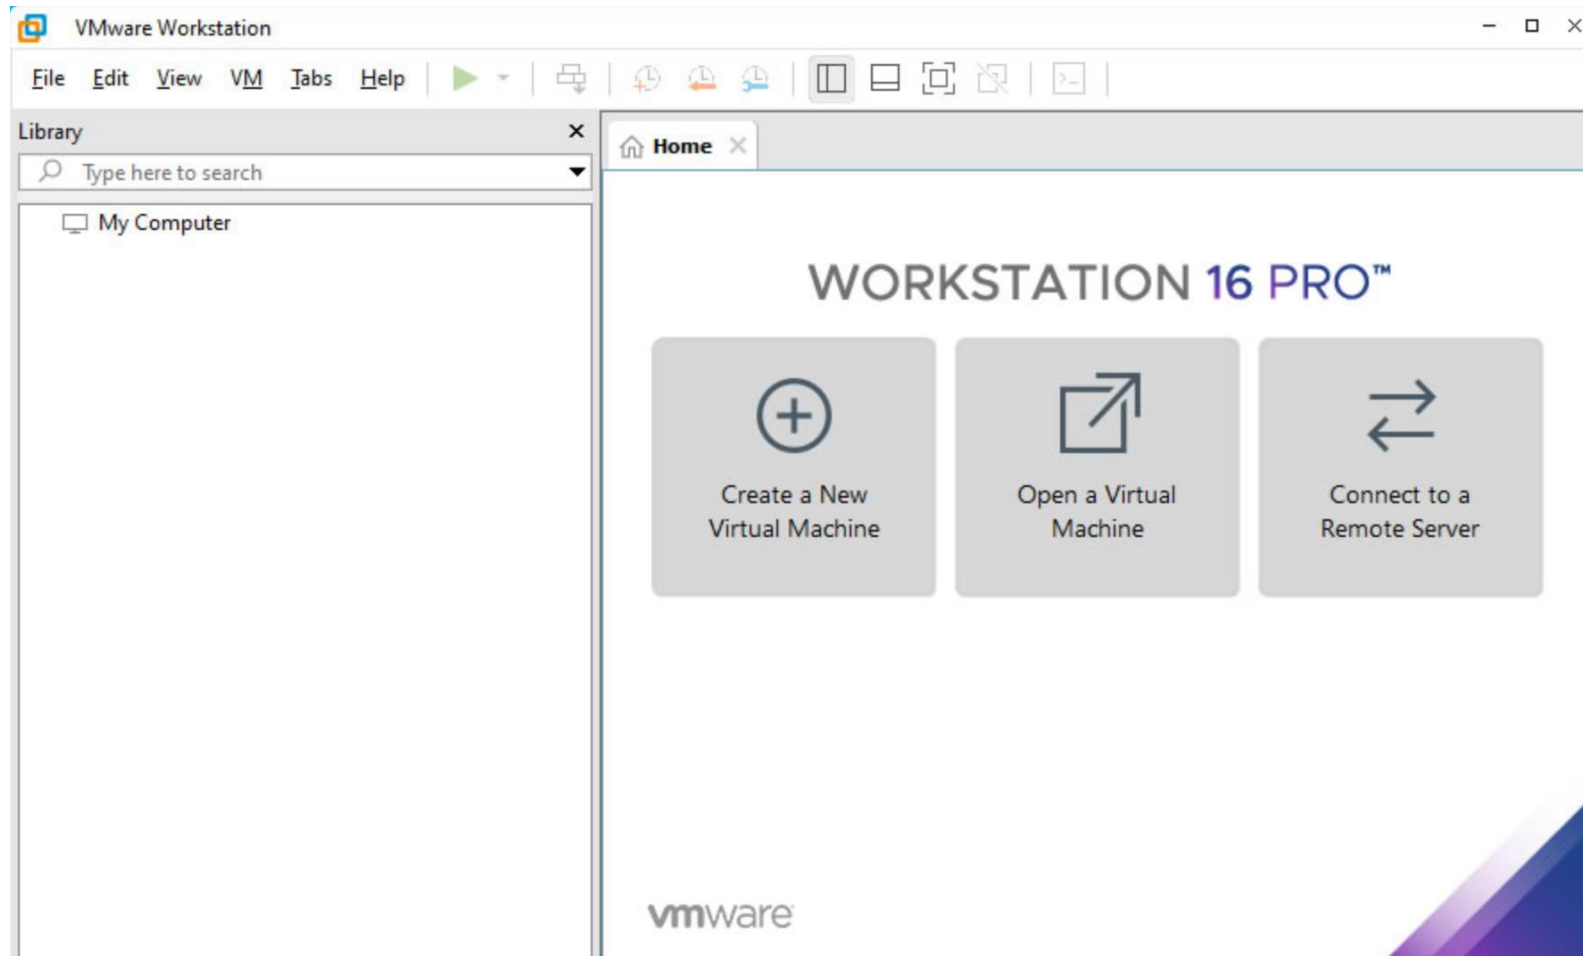 VMware Workstation
File Edit View VM Tabs Help
Library
Home
Type here to search
My Computer
WORKSTATION 16 PRO™
Create a New
Virtual Machine
Open a Virtual
Machine
Connect to a
Remote Server
vmware